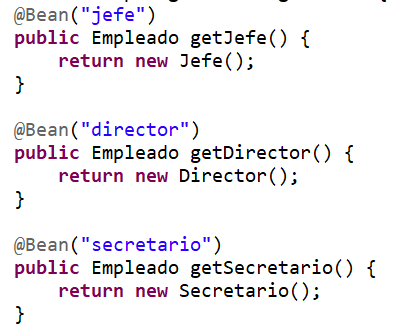 @Bean("jefe")
public Empleado getJefe() {
    return new Jefe();
}

@Bean("director")
public Empleado getDirector() {
    return new Director();
}

@Bean("secretario")
public Empleado getSecretario() {
    return new Secretario();
}